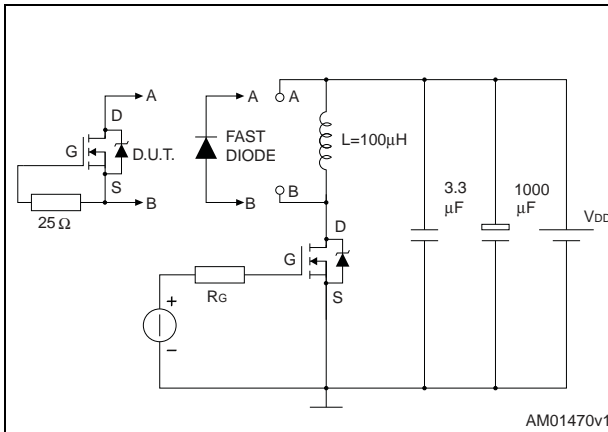 A
D
G
D.U.T.
S
B
25 Ω
A
FAST
DIODE
B
A
L=100µH
B
D
G
S
RG
+
–
3.3
µF
1000
µF
VDD
AM01470v1